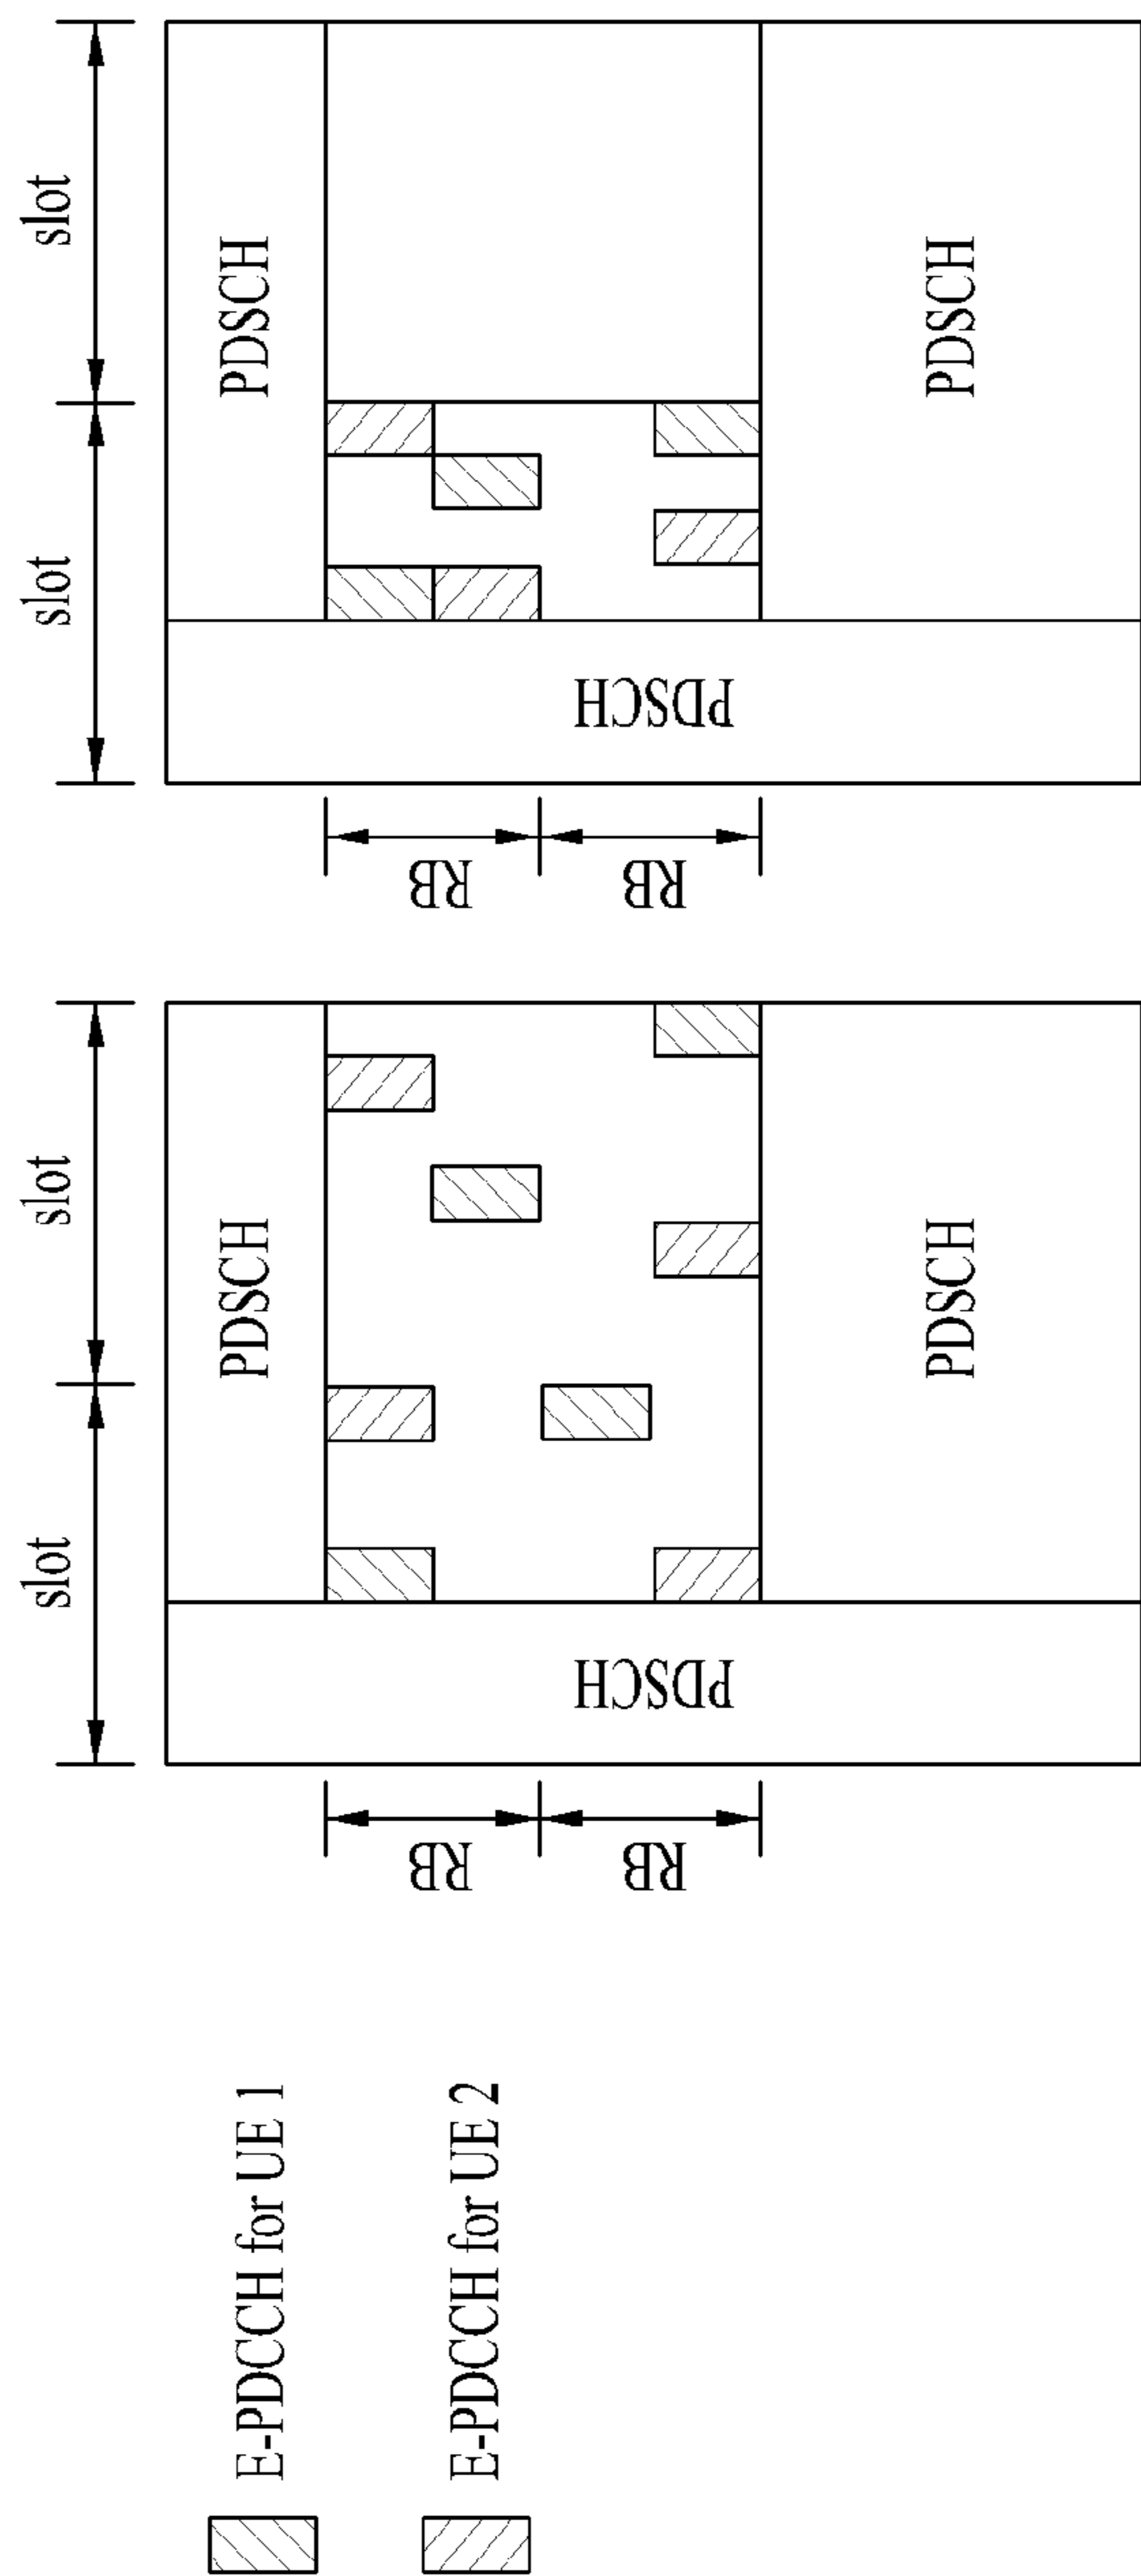 slot
slot
PDSCH
PDSCH
PDSCH
RB
RB
slot
slot
PDSCH
PDSCH
PDSCH
RB
RB
E-PDCCH for UE 1
E-PDCCH for UE 2